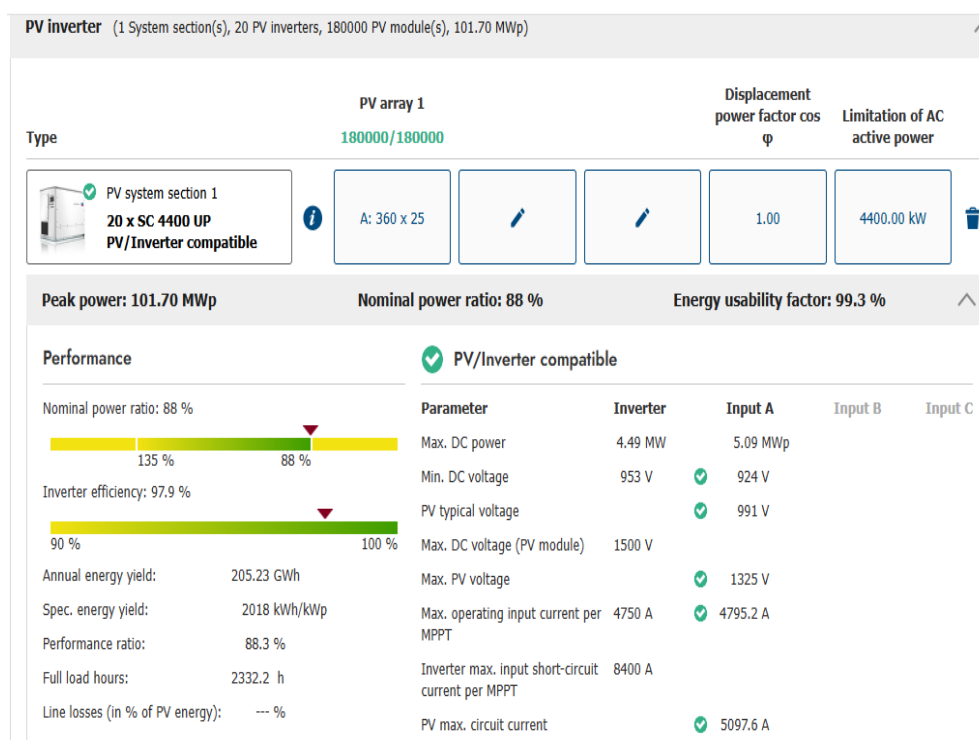 PV inverter (1 System section(s), 20 PV inverters, 180000 PV module(s), 101.70 MWp)
Type
PV array 1
180000/180000
Displacement
power factor cos
φ
Limitation of AC
active power
PV system section 1
20 x SC 4400 UP
PV/Inverter compatible
i
A: 360 x 25
1.00
4400.00 kW
Peak power: 101.70 MWp Nominal power ratio: 88 % Energy usability factor: 99.3 %
Performance
Nominal power ratio: 88 %
135 % 88 %
Inverter efficiency: 97.9 %
90 % 100 %
Annual energy yield: 205.23 GWh
Spec. energy yield: 2018 kWh/kWp
Performance ratio: 88.3 %
Full load hours: 2332.2 h
Line losses (in % of PV energy): --- %
PV/Inverter compatible
Parameter Inverter Input A Input B Input C
Max. DC power 4.49 MW 5.09 MWp
Min. DC voltage 953 V 924 V
PV typical voltage 991 V
Max. DC voltage (PV module) 1500 V
Max. PV voltage 1325 V
Max. operating input current per 4750 A 4795.2 A
MPPT
Inverter max. input short-circuit 8400 A
current per MPPT
PV max. circuit current 5097.6 A